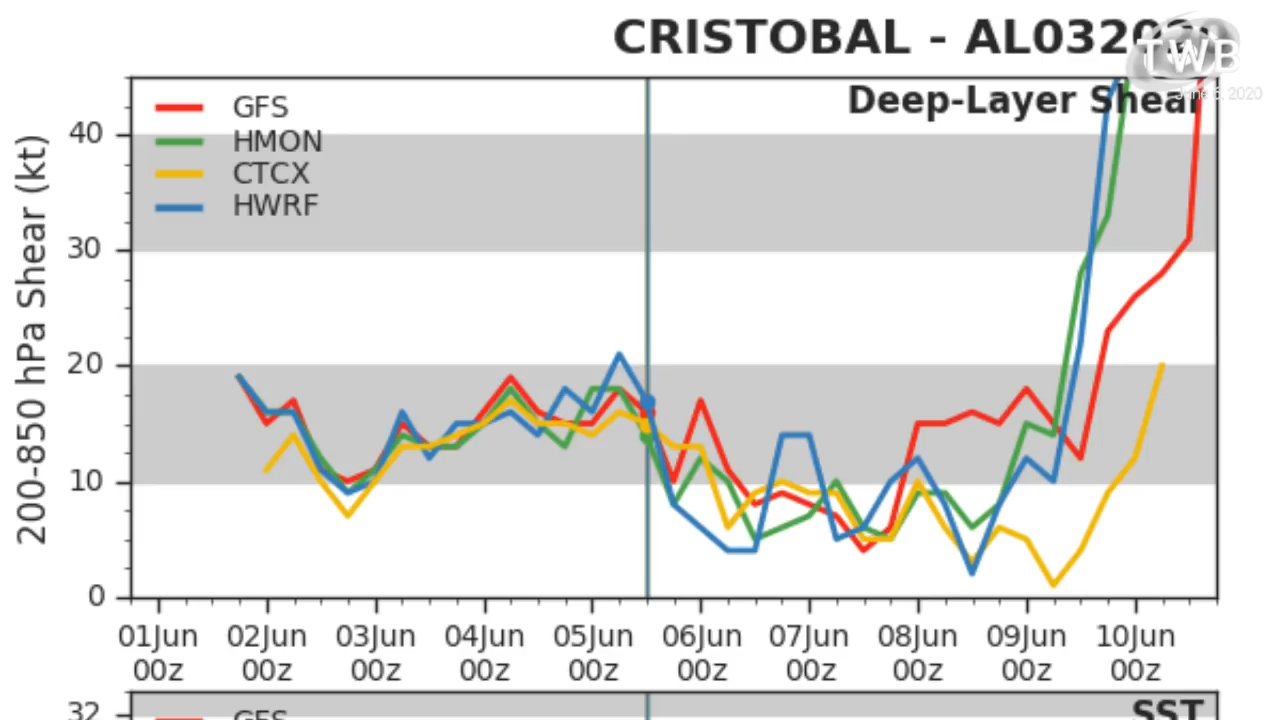 CRISTOBAL - AL0320
TWB
June 6, 2020
Deep-Layer Shear
GFS
HMON
CTCX
HWRF
200-850 hPa Shear (kt)
40
30
20
10
0
01Jun 02Jun 03Jun 04Jun 05Jun 06Jun 07Jun 08Jun 09Jun 10Jun
00z 00z 00z 00z 00z 00z 00z 00z 00z 00z
32
GFS
SST